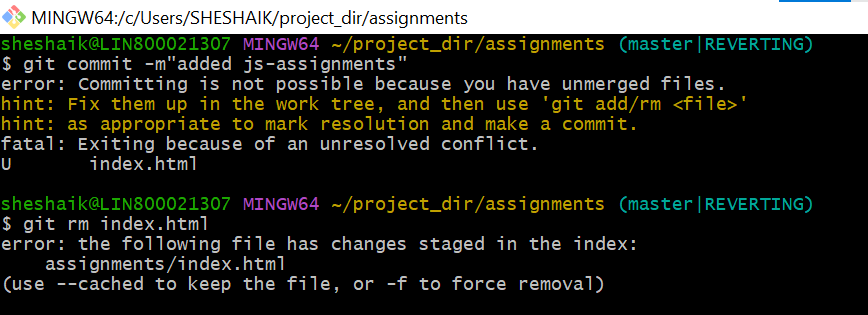 MINGW64:/c/Users/SHESHAIK/project_dir/assignments
sheshaik@LIN800021307 MINGW64 ~/project_dir/assignments (master|REVERTING)
$ git commit -m"added js-assignments"
error: Committing is not possible because you have unmerged files.
hint: Fix them up in the work tree, and then use 'git add/rm <file>'
hint: as appropriate to mark resolution and make a commit.
fatal: Exiting because of an unresolved conflict.
U       index.html
sheshaik@LIN800021307 MINGW64 ~/project_dir/assignments (master|REVERTING)
$ git rm index.html
error: the following file has changes staged in the index:
    assignments/index.html
(use --cached to keep the file, or -f to force removal)